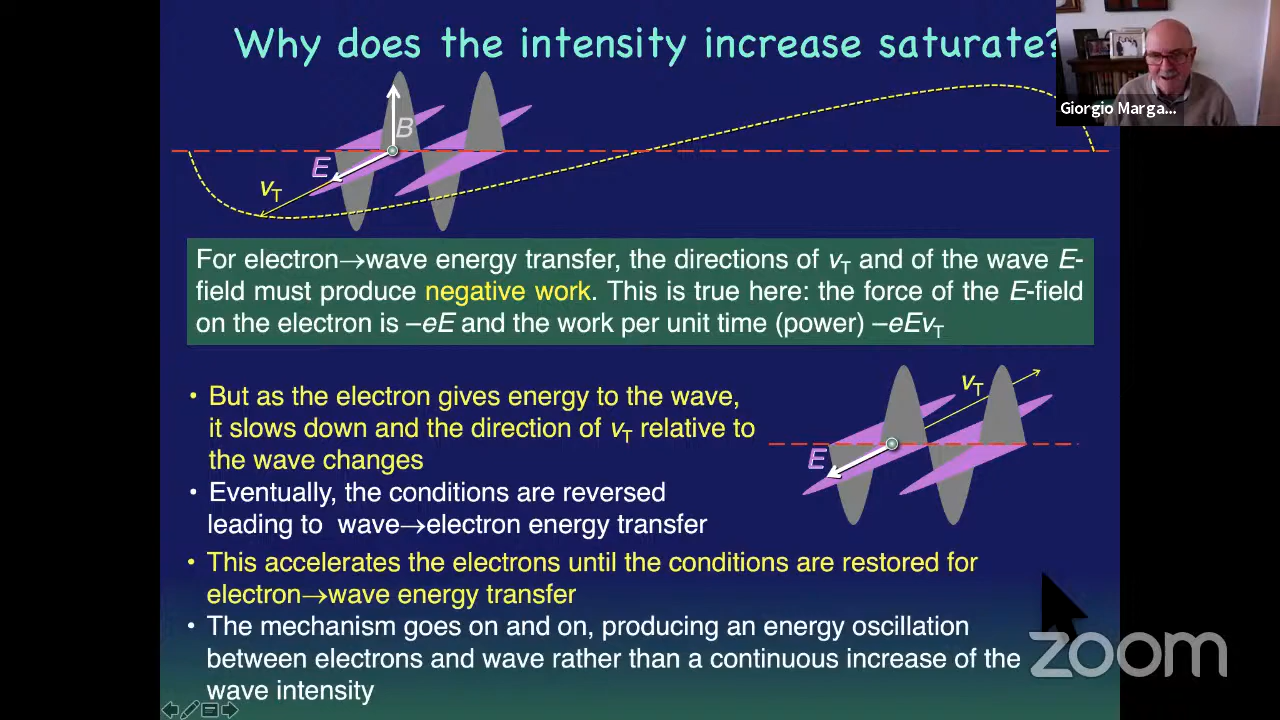 Why does the intensity increase saturate?
Giorgio Marga...
B
E
vT
For electron→wave energy transfer, the directions of vT and of the wave E-
field must produce negative work. This is true here: the force of the E-field
on the electron is –eE and the work per unit time (power) –eEvT
• But as the electron gives energy to the wave,
it slows down and the direction of vT relative to
the wave changes
vT
E
• Eventually, the conditions are reversed
leading to wave→electron energy transfer
• This accelerates the electrons until the conditions are restored for
electron→wave energy transfer
• The mechanism goes on and on, producing an energy oscillation
between electrons and wave rather than a continuous increase of the
wave intensity
zoom